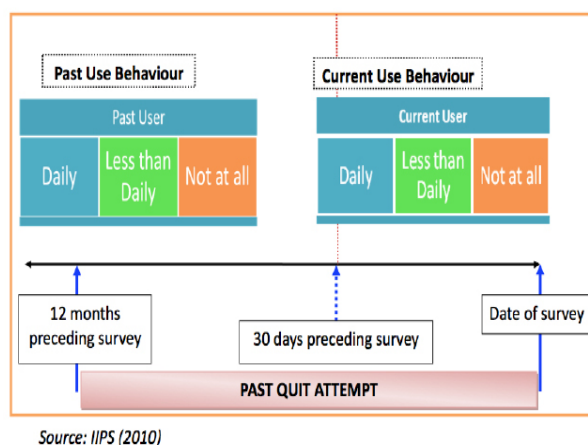 Past Use Behaviour
Current Use Behaviour
Past User
Daily
Less than
Daily
Not at all
Current User
Daily
Less than
Daily
Not at all
12 months
preceding survey
30 days preceding survey
Date of survey
PAST QUIT ATTEMPT
Source: IIPS (2010)